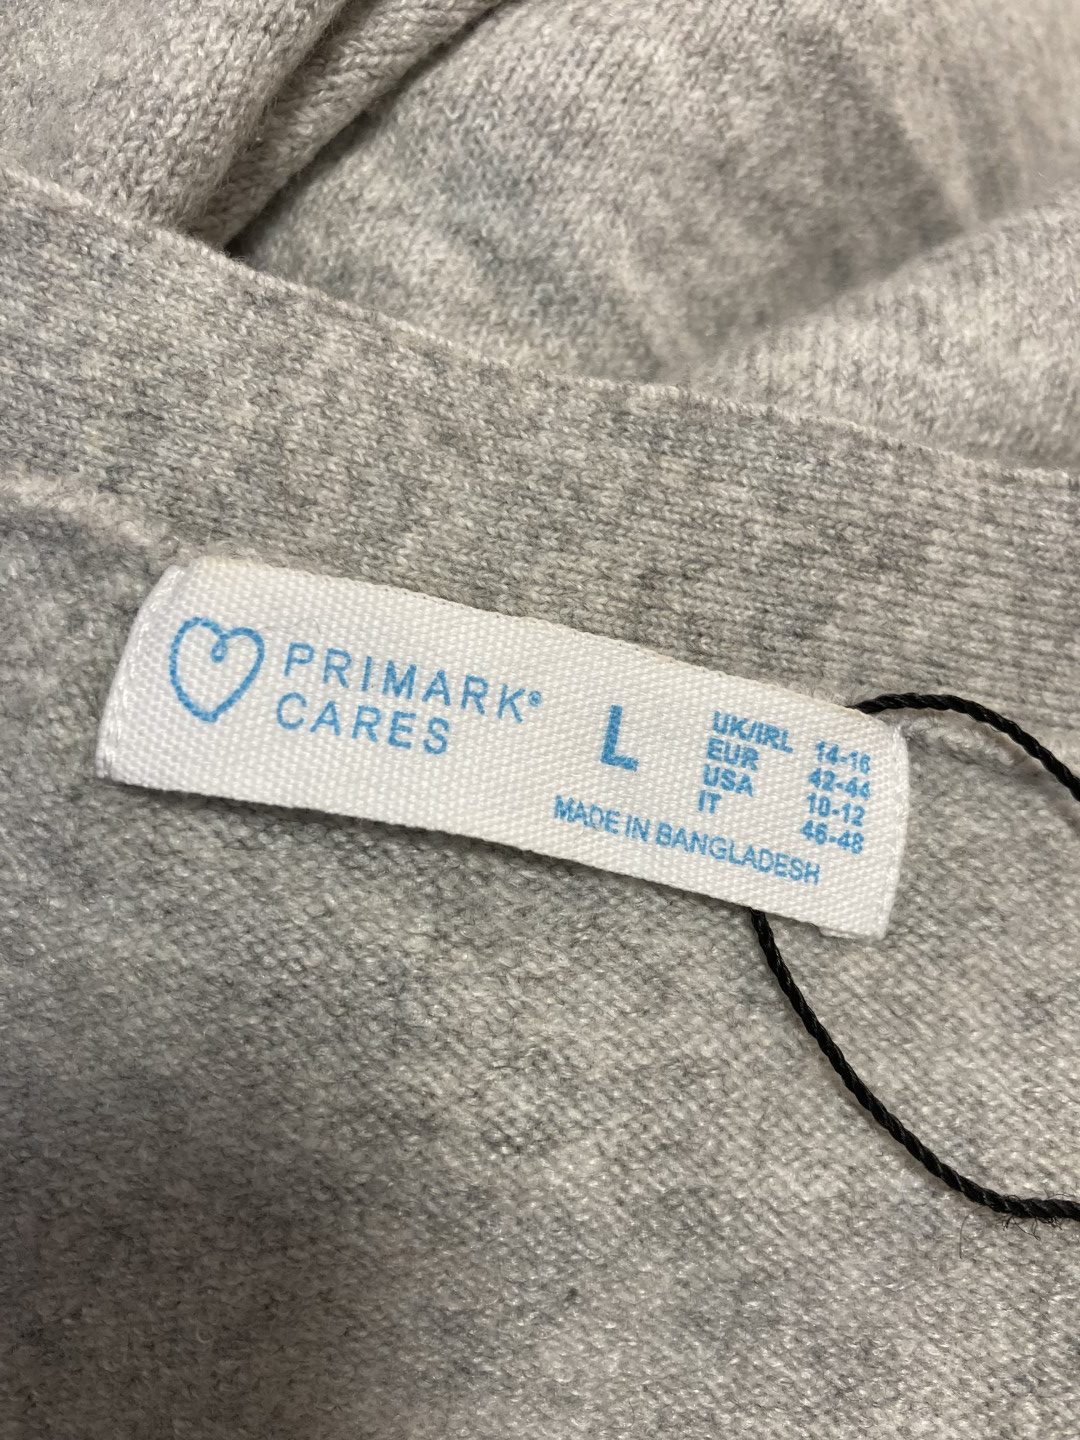 PRIMARK®
CARES
L
UK/IRL 14-16
EUR 42-44
USA 10-12
IT 46-48
MADE IN BANGLADESH